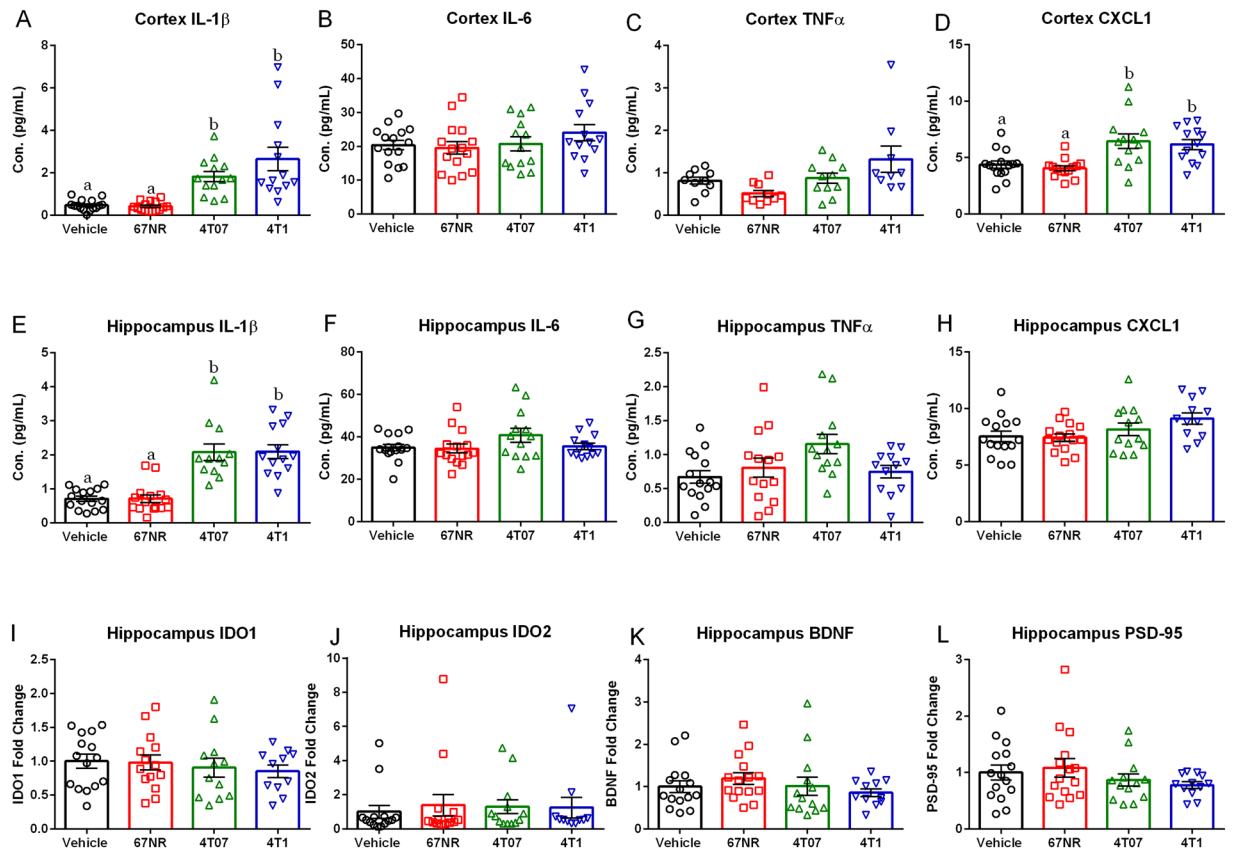 A Cortex IL-1β
Con. (pg/mL)
8
6
4
2
0
a a b b
Vehicle 67NR 4T07 4T1
B Cortex IL-6
Con. (pg/mL)
50
40
30
20
10
0
Vehicle 67NR 4T07 4T1
C Cortex TNFα
Con. (pg/mL)
4
3
2
1
0
Vehicle 67NR 4T07 4T1
D Cortex CXCL1
Con. (pg/mL)
15
10
5
0
a a b b
Vehicle 67NR 4T07 4T1
E Hippocampus IL-1β
Con. (pg/mL)
5
4
3
2
1
0
a a b b
Vehicle 67NR 4T07 4T1
F Hippocampus IL-6
Con. (pg/mL)
80
60
40
20
0
Vehicle 67NR 4T07 4T1
G Hippocampus TNFα
Con. (pg/mL)
2.5
2.0
1.5
1.0
0.5
0.0
Vehicle 67NR 4T07 4T1
H Hippocampus CXCL1
Con. (pg/mL)
15
10
5
0
Vehicle 67NR 4T07 4T1
I Hippocampus IDO1
IDO1 Fold Change
2.5
2.0
1.5
1.0
0.5
0.0
Vehicle 67NR 4T07 4T1
J Hippocampus IDO2
IDO2 Fold Change
10
8
6
4
2
0
Vehicle 67NR 4T07 4T1
K Hippocampus BDNF
BDNF Fold Change
4
3
2
1
0
Vehicle 67NR 4T07 4T1
L Hippocampus PSD-95
PSD-95 Fold Change
3
2
1
0
Vehicle 67NR 4T07 4T1